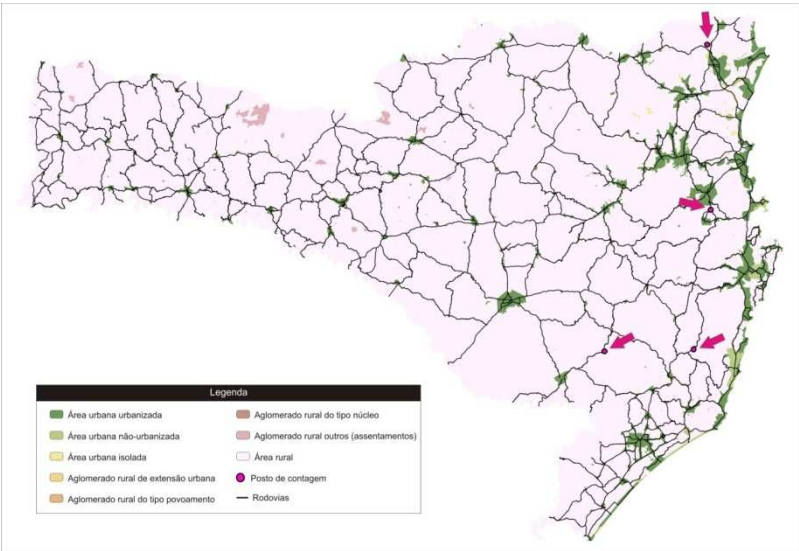 Legenda
Área urbana urbanizada
Área urbana não-urbanizada
Área urbana isolada
Aglomerado rural de extensão urbana
Aglomerado rural do tipo povoamento
Aglomerado rural do tipo núcleo
Aglomerado rural outros (assentamentos)
Área rural
Posto de contagem
Rodovias